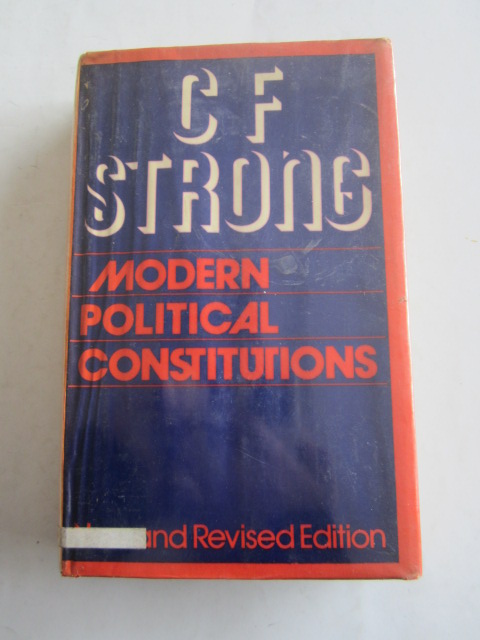 C F
STRONG
MODERN
POLITICAL
CONSTITUTIONS
and Revised Edition